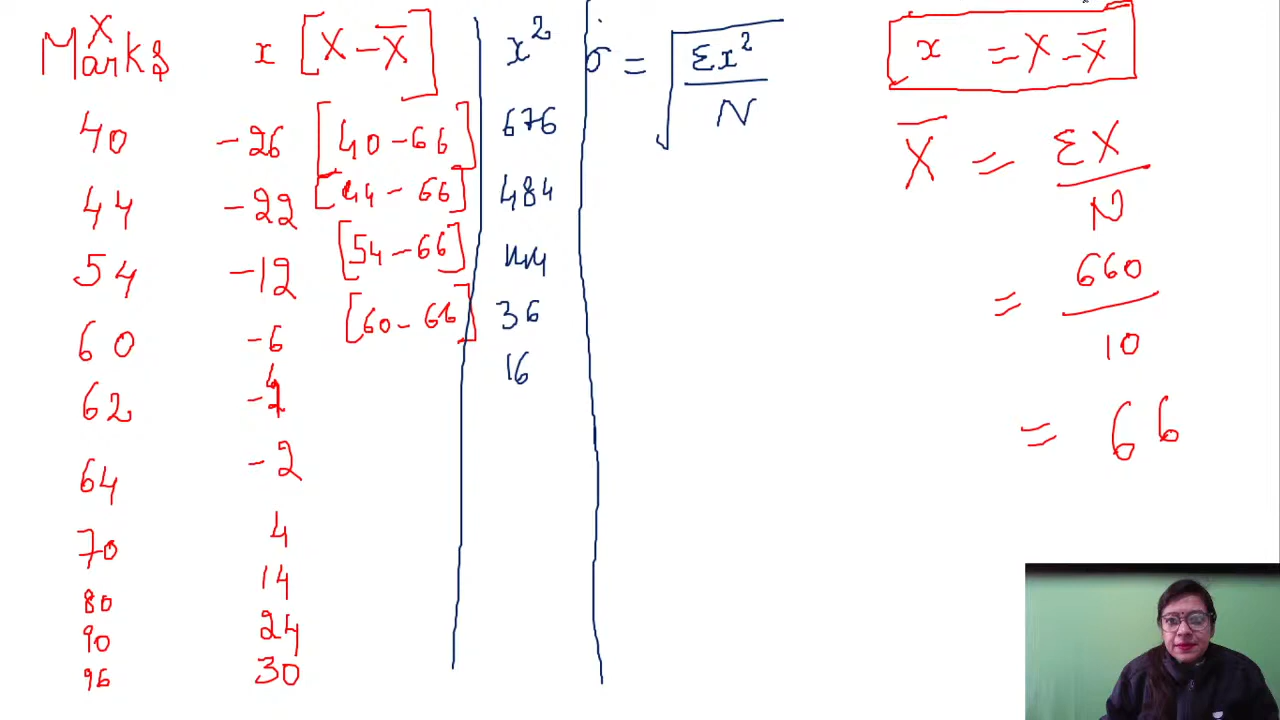 X
Marks x [X - X̄] x² σ = √(Σx² / N) x = X - X̄
40 -26 [40 - 66] 676 X̄ = ΣX / N
44 -22 [44 - 66] 484
54 -12 [54 - 66] 144 = 660 / 10
60 -6 [60 - 66] 36
62 -4 16 = 66
64 -2
70 4
80 14
90 24
96 30